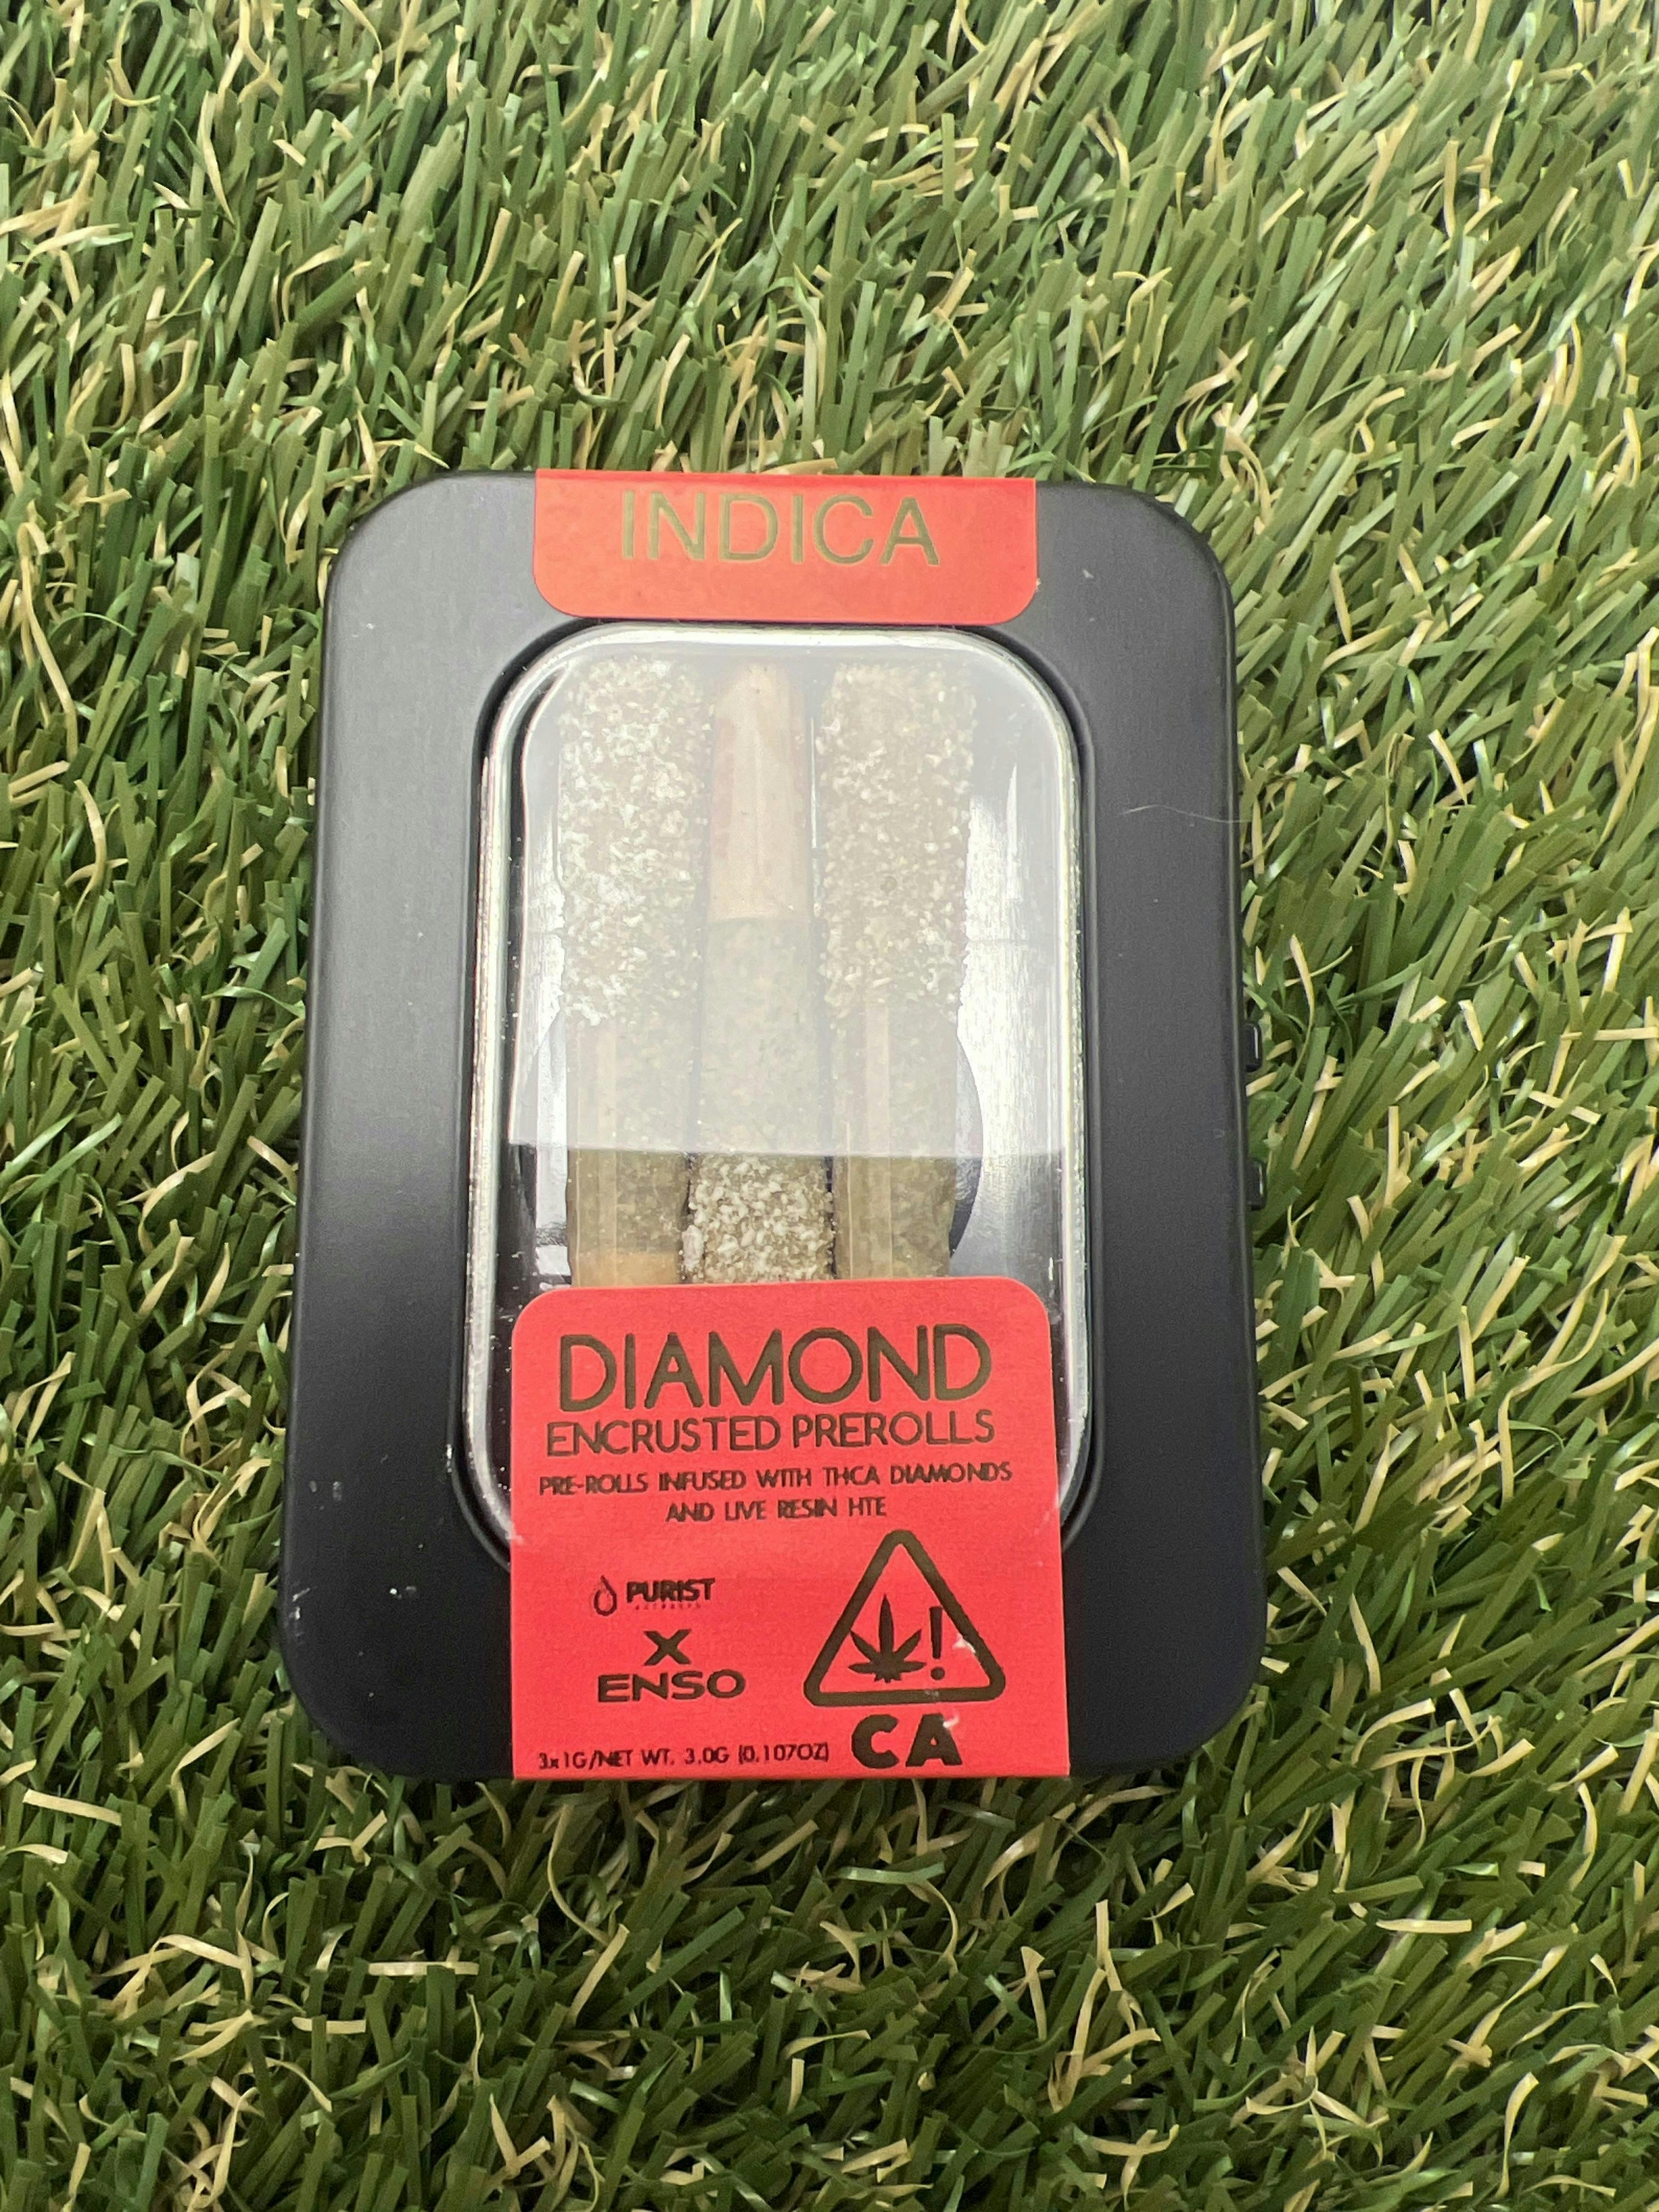 INDICA
DIAMOND
ENCRUSTED PREROLLS
PRE-ROLLS INFUSED WITH THCA DIAMONDS
AND LIVE RESIN HTE
PURIST
X
ENSO
!
CA
3x1G/NET WT. 3.0G (0.107OZ)